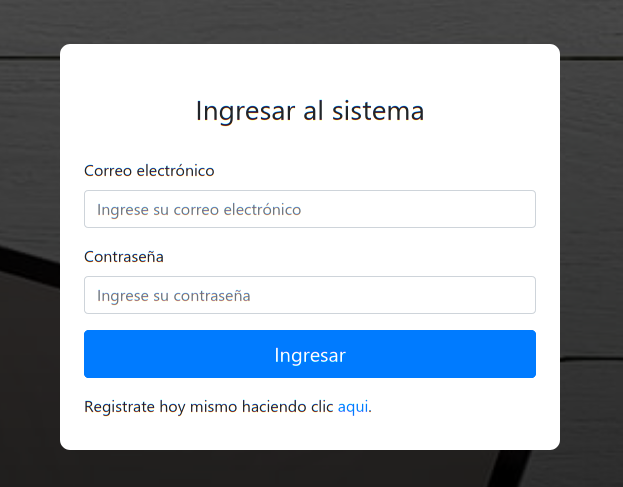 Ingresar al sistema
Correo electrónico
Ingrese su correo electrónico
Contraseña
Ingrese su contraseña
Ingresar
Registrate hoy mismo haciendo clic aqui.